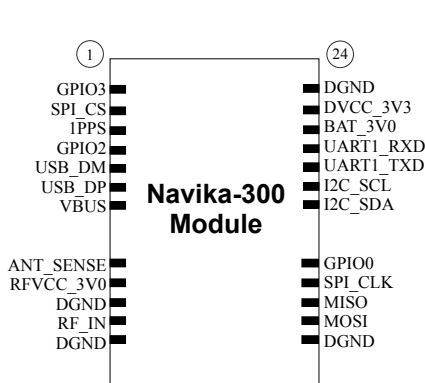 1
24
GPIO3
SPI_CS
1PPS
GPIO2
USB_DM
USB_DP
VBUS
ANT_SENSE
RFVCC_3V0
DGND
RF_IN
DGND
Navika-300
Module
DGND
DVCC_3V3
BAT_3V0
UART1_RXD
UART1_TXD
I2C_SCL
I2C_SDA
GPIO0
SPI_CLK
MISO
MOSI
DGND